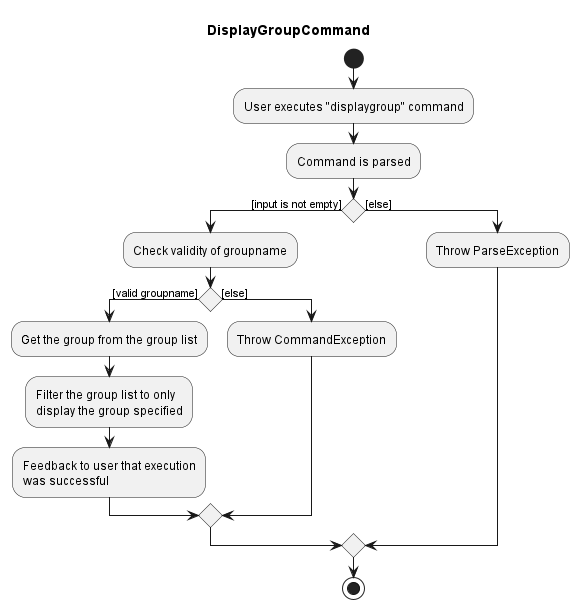 DisplayGroupCommand
User executes "displaygroup" command
Command is parsed
[input is not empty]
[else]
Check validity of groupname
Throw ParseException
[valid groupname]
[else]
Get the group from the group list
Throw CommandException
Filter the group list to only
display the group specified
Feedback to user that execution
was successful